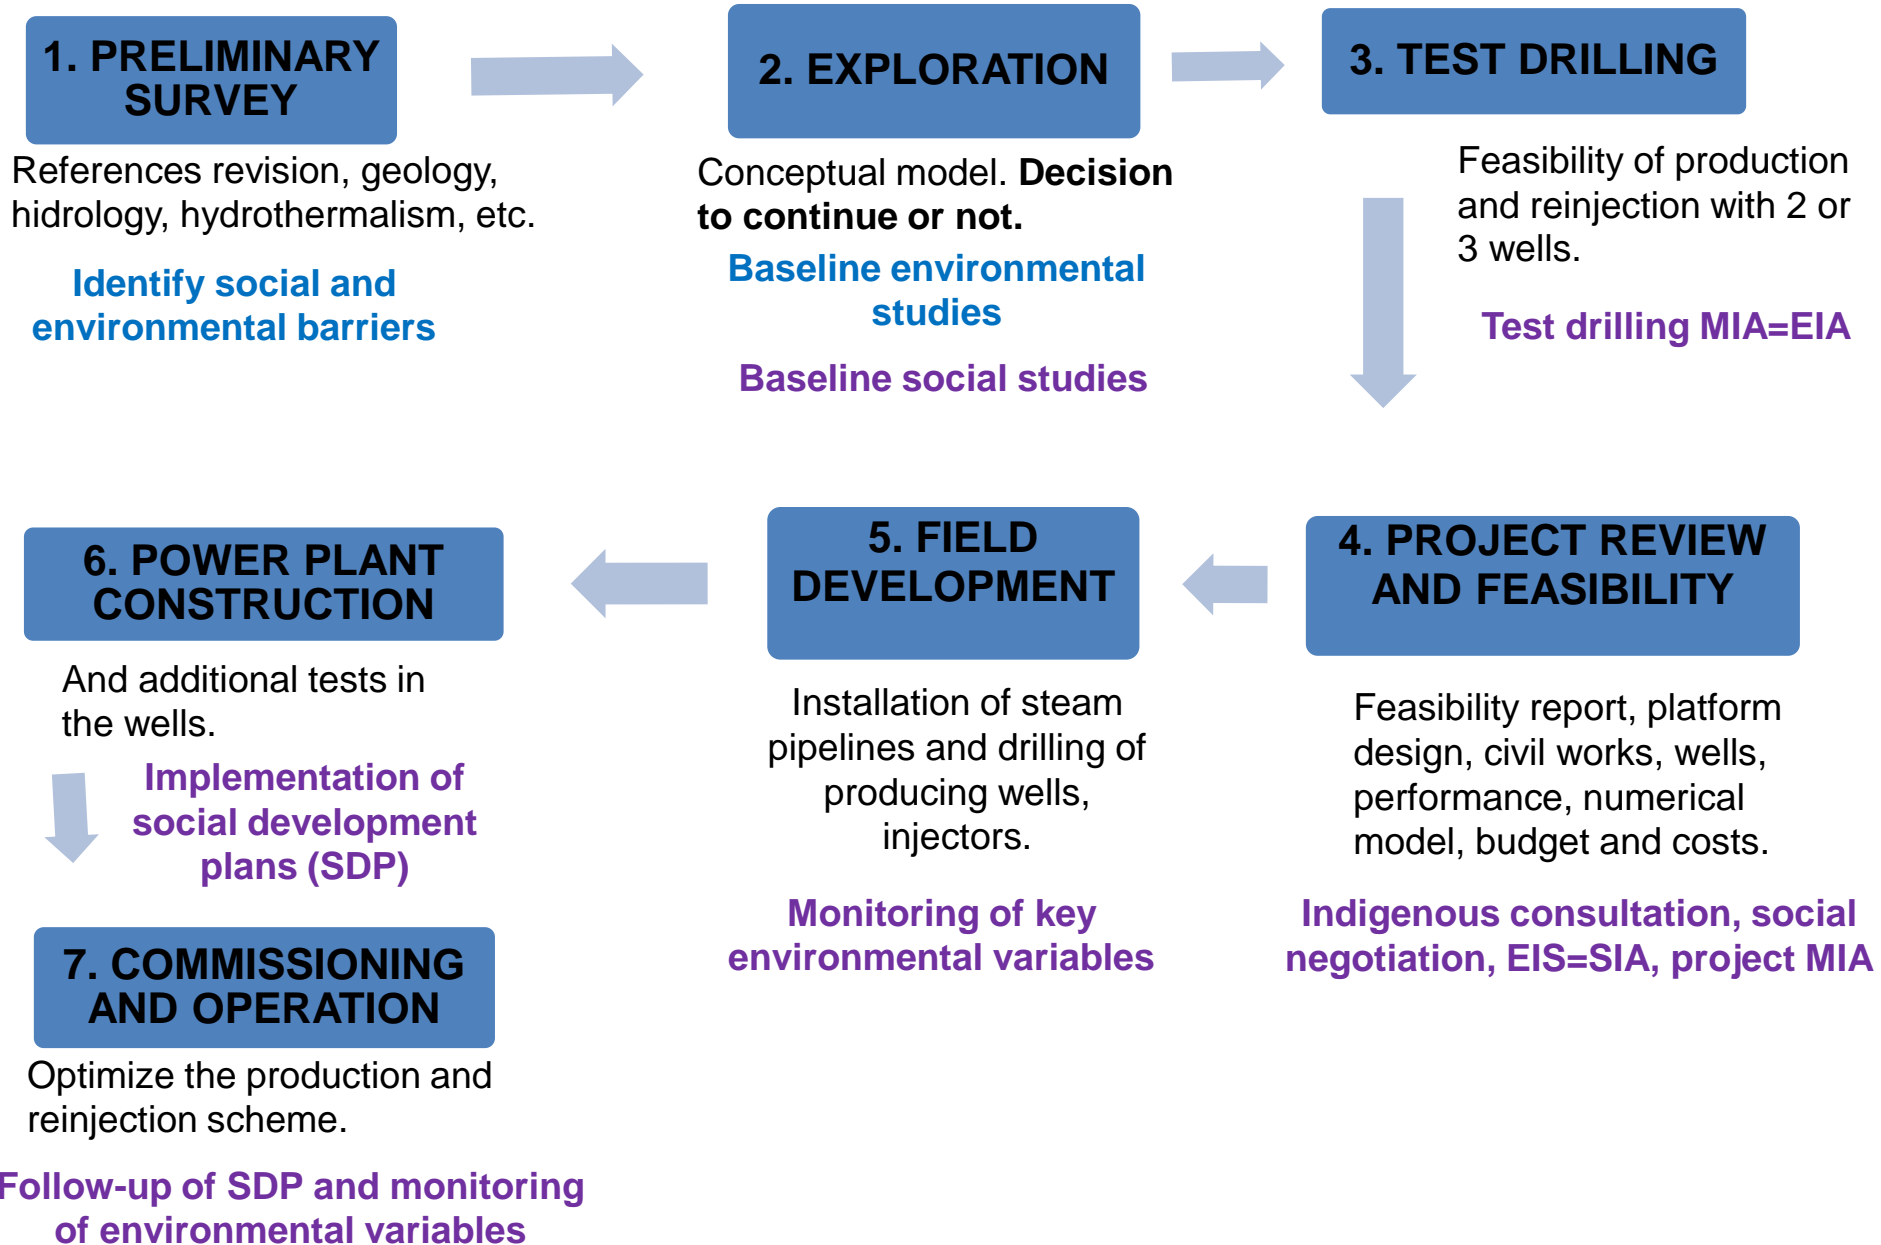 1. PRELIMINARY
SURVEY
References revision, geology,
hidrology, hydrothermalism, etc.
Identify social and
environmental barriers
2. EXPLORATION
Conceptual model. Decision
to continue or not.
Baseline environmental
studies
Baseline social studies
3. TEST DRILLING
Feasibility of production
and reinjection with 2 or
3 wells.
Test drilling MIA=EIA
4. PROJECT REVIEW
AND FEASIBILITY
Feasibility report, platform
design, civil works, wells,
performance, numerical
model, budget and costs.
Indigenous consultation, social
negotiation, EIS=SIA, project MIA
5. FIELD
DEVELOPMENT
Installation of steam
pipelines and drilling of
producing wells,
injectors.
Monitoring of key
environmental variables
6. POWER PLANT
CONSTRUCTION
And additional tests in
the wells.
Implementation of
social development
plans (SDP)
7. COMMISSIONING
AND OPERATION
Optimize the production and
reinjection scheme.
Follow-up of SDP and monitoring
of environmental variables